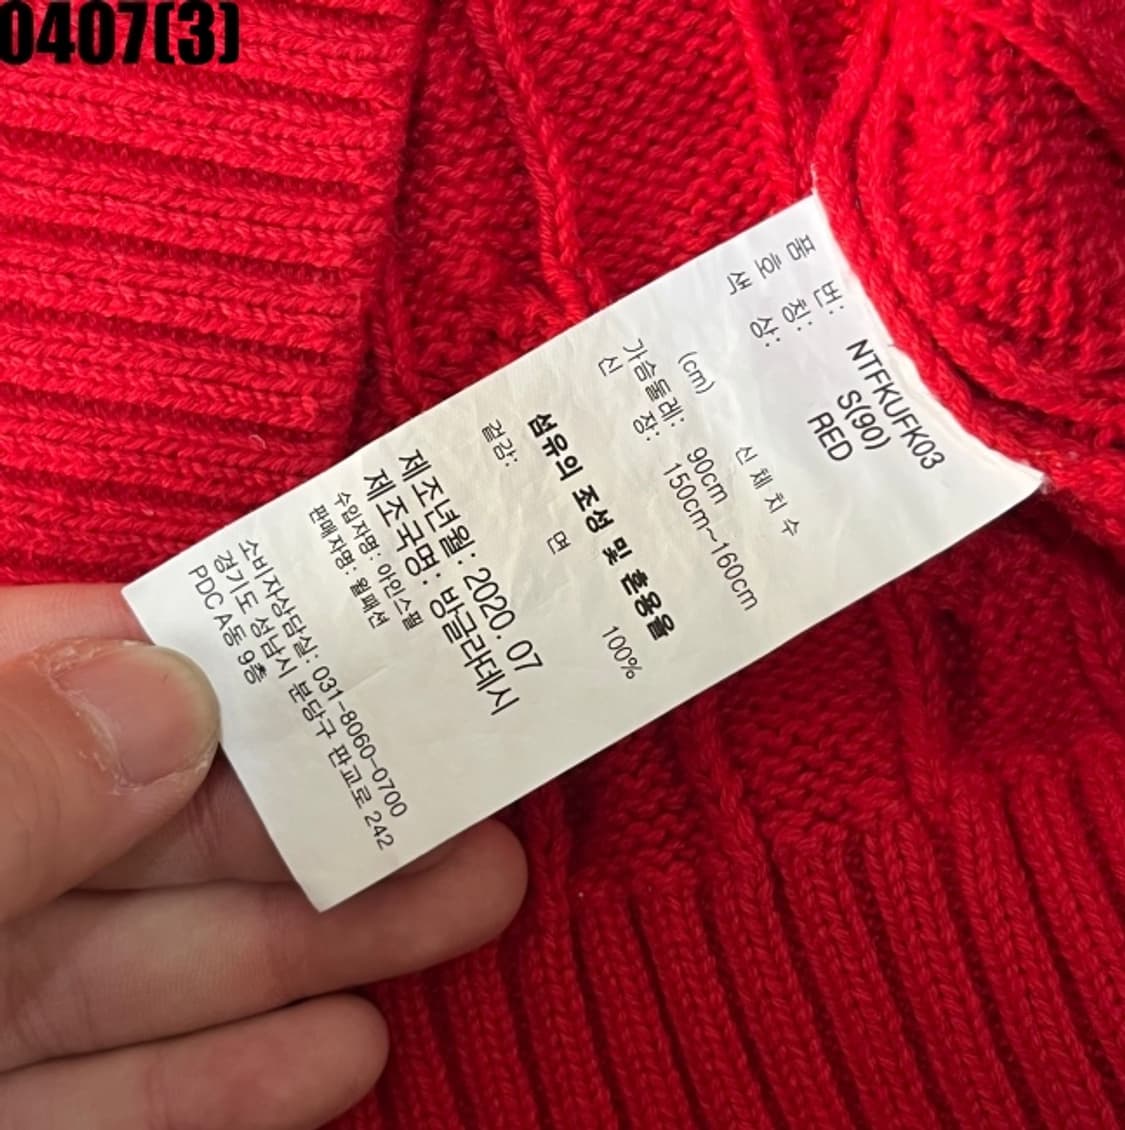 0407(3)
품 번: NTFKUFK03
호 칭: S(90)
색 상: RED
(cm) 신 체 치 수
가슴둘레: 90cm
신 장: 150cm~160cm
섬유의 조성 및 혼용율
겉감: 면 100%
제조년월: 2020. 07
제조국명: 방글라데시
수입자명: 아인스필
판매자명: 월패션
소비자상담실: 031-8060-0700
경기도 성남시 분당구 판교로 242
PDC A동 9층